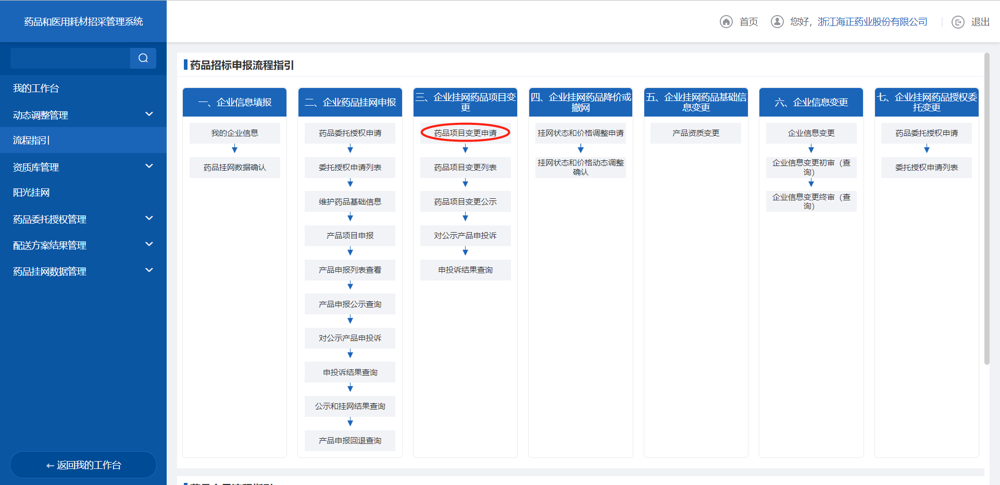 药品和医用耗材招采管理系统
首页
您好，浙江海正药业股份有限公司
退出
我的工作台
动态调整管理
流程指引
资质库管理
阳光挂网
药品委托授权管理
配送方案结果管理
药品挂网数据管理
返回我的工作台
药品招标申报流程指引
一、企业信息填报
我的企业信息
药品挂网数据确认
二、企业药品挂网申报
药品委托授权申请
委托授权申请列表
维护药品基础信息
产品项目申报
产品申报列表查看
产品申报公示查询
对公示产品申投诉
申投诉结果查询
公示和挂网结果查询
产品申报回退查询
三、企业挂网药品项目变
更
药品项目变更申请
药品项目变更列表
药品项目变更公示
对公示产品申投诉
申投诉结果查询
四、企业挂网药品降价或
撤网
挂网状态和价格调整申请
挂网状态和价格动态调整
确认
五、企业挂网药品基础信
息变更
产品资质变更
六、企业信息变更
企业信息变更
企业信息变更初审（查
询）
企业信息变更终审（查
询）
七、企业挂网药品授权委
托变更
药品委托授权申请
委托授权申请列表